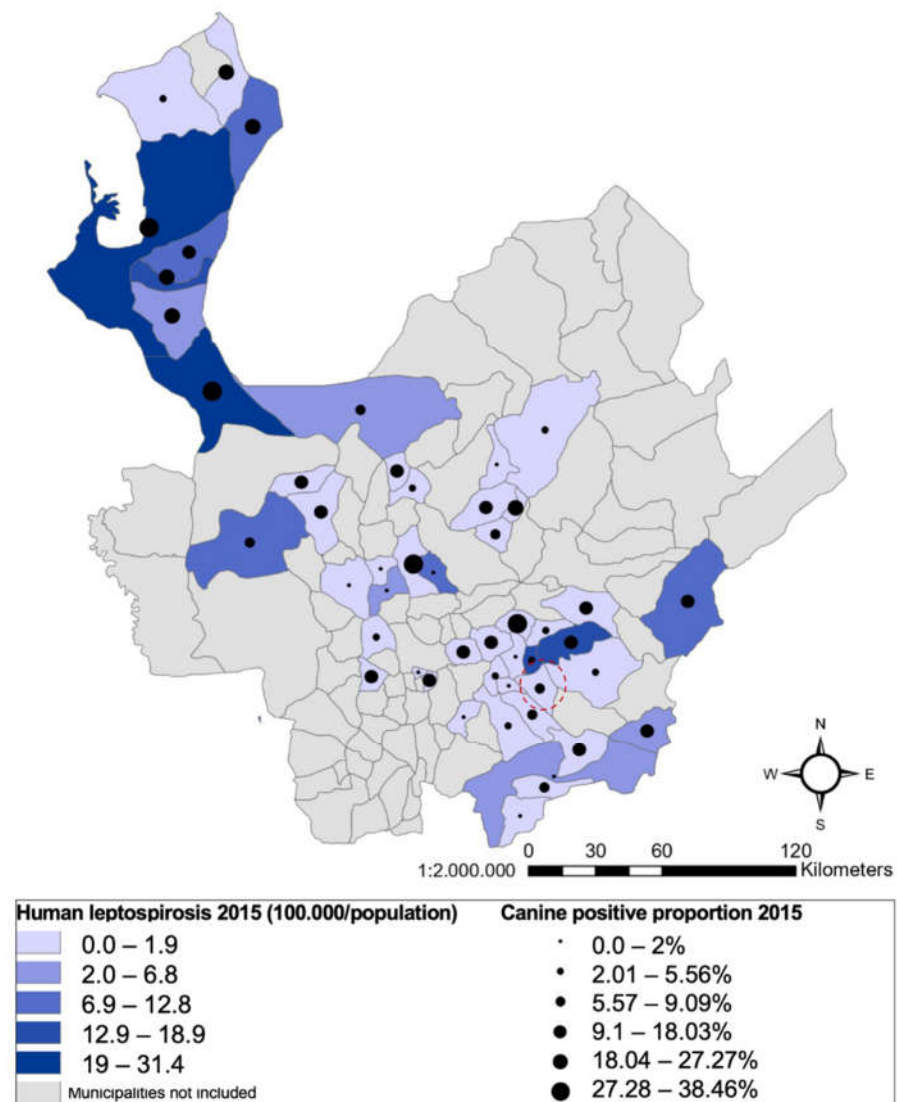 N
W E
S
0 30 60 120
1:2.000.000 Kilometers
Human leptospirosis 2015 (100.000/population)
0.0 – 1.9
2.0 – 6.8
6.9 – 12.8
12.9 – 18.9
19 – 31.4
Municipalities not included
Canine positive proportion 2015
0.0 – 2%
2.01 – 5.56%
5.57 – 9.09%
9.1 – 18.03%
18.04 – 27.27%
27.28 – 38.46%